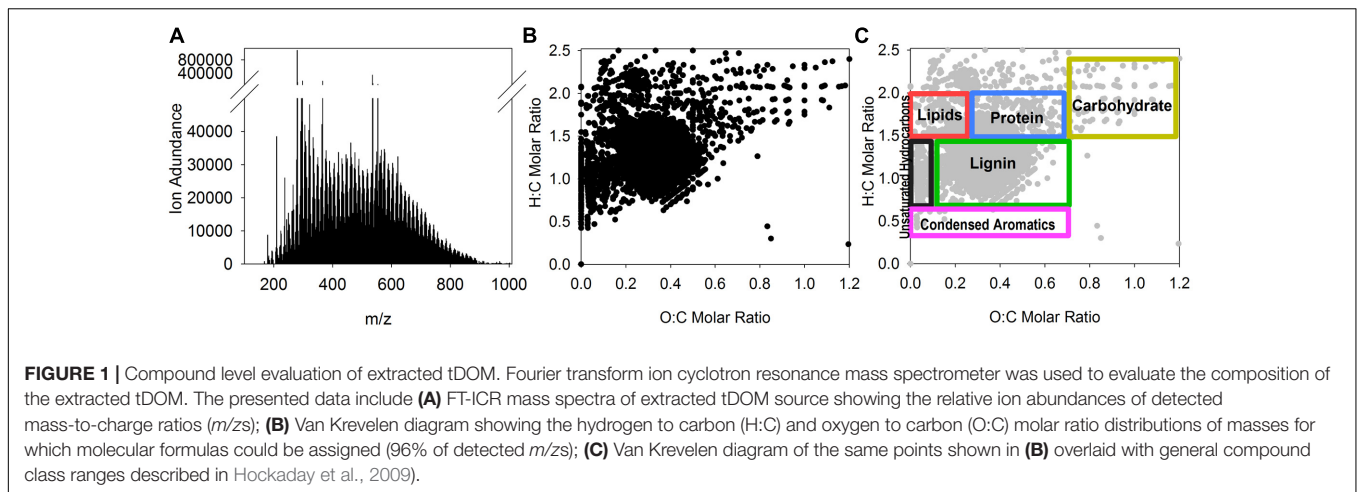 A
Ion Adundance
800000
400000
40000
30000
20000
10000
0
200 400 600 800 1000
m/z
B
H:C Molar Ratio
2.5
2.0
1.5
1.0
0.5
0.0
0.0 0.2 0.4 0.6 0.8 1.0 1.2
O:C Molar Ratio
C
H:C Molar Ratio
2.5
2.0
1.5
1.0
0.5
0.0
Unsaturated Hydrocarbons
Lipids
Protein
Carbohydrate
Lignin
Condensed Aromatics
0.0 0.2 0.4 0.6 0.8 1.0 1.2
O:C Molar Ratio
FIGURE 1 | Compound level evaluation of extracted tDOM. Fourier transform ion cyclotron resonance mass spectrometer was used to evaluate the composition of
the extracted tDOM. The presented data include (A) FT-ICR mass spectra of extracted tDOM source showing the relative ion abundances of detected
mass-to-charge ratios (m/zs); (B) Van Krevelen diagram showing the hydrogen to carbon (H:C) and oxygen to carbon (O:C) molar ratio distributions of masses for
which molecular formulas could be assigned (96% of detected m/zs); (C) Van Krevelen diagram of the same points shown in (B) overlaid with general compound
class ranges described in Hockaday et al., 2009).